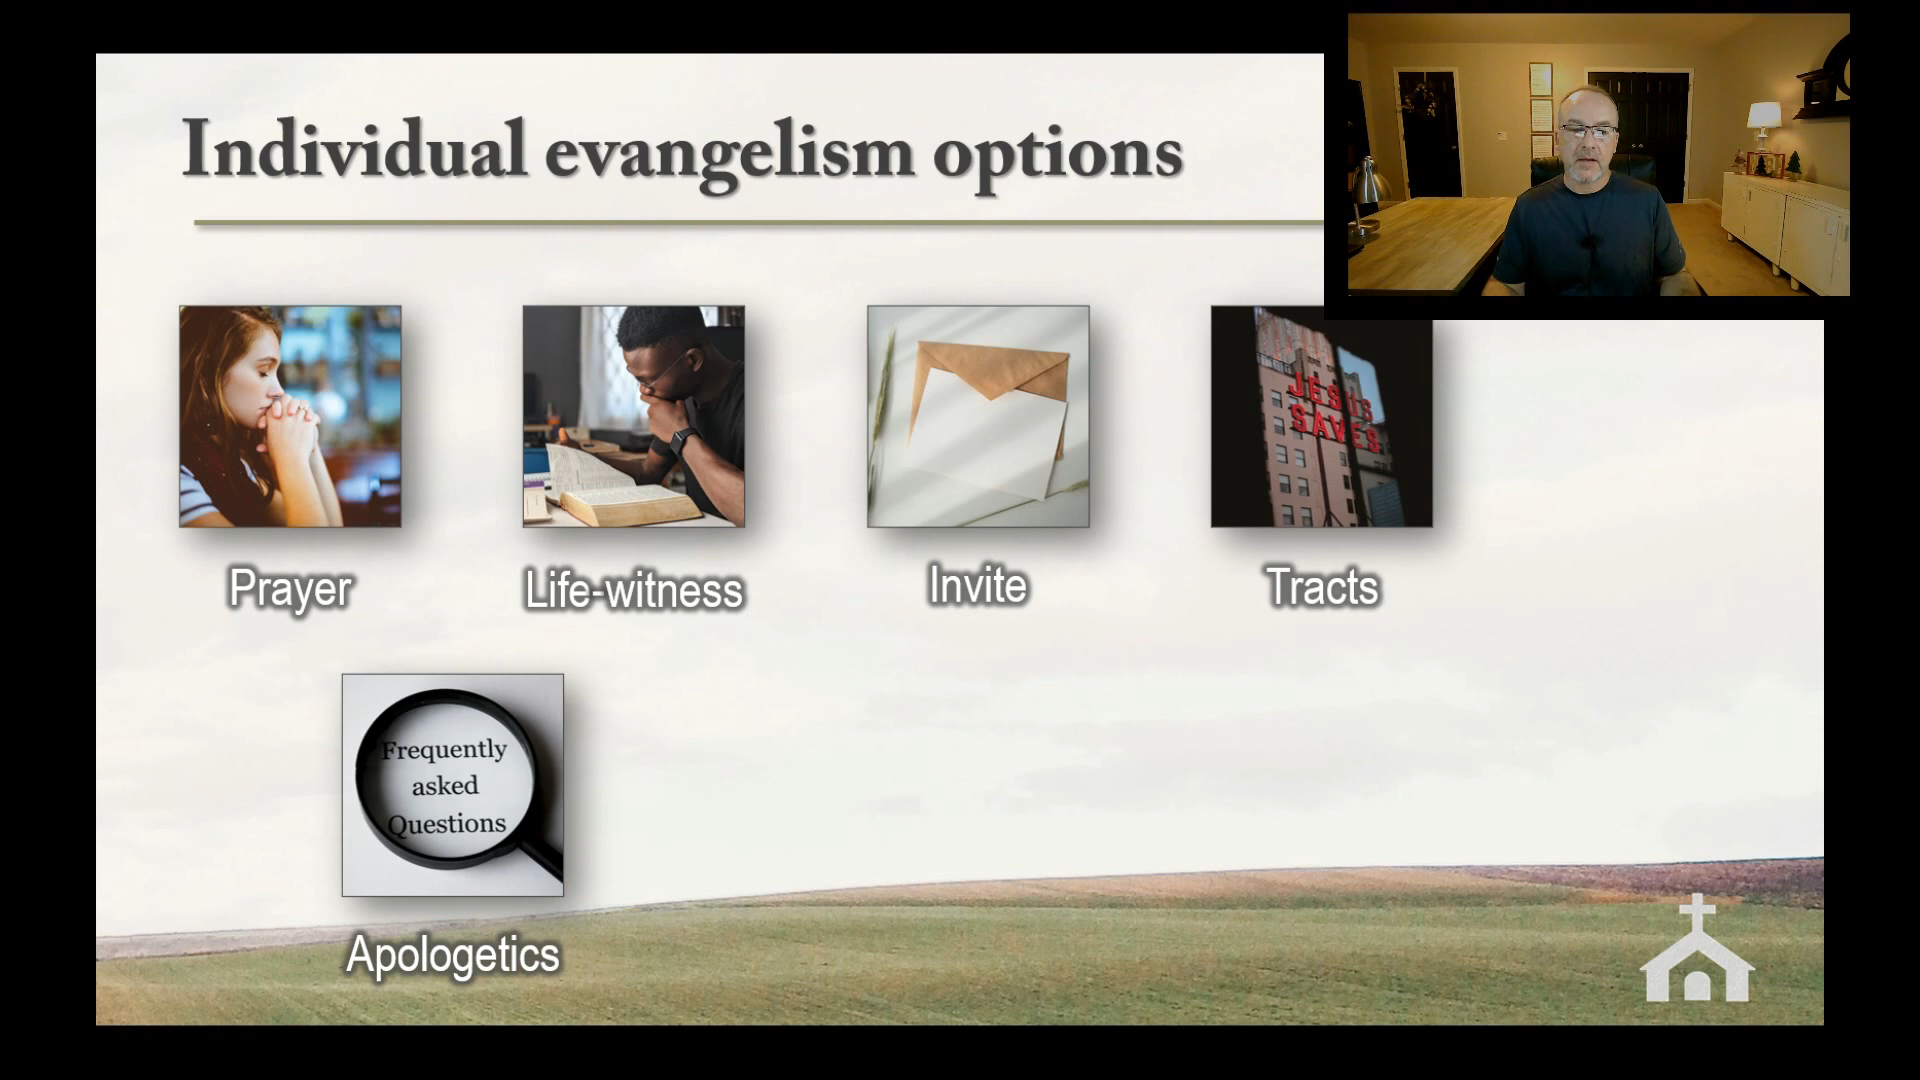 Individual evangelism options
JESUS
SAVES
Prayer
Life-witness
Invite
Tracts
Frequently
asked
Questions
Apologetics